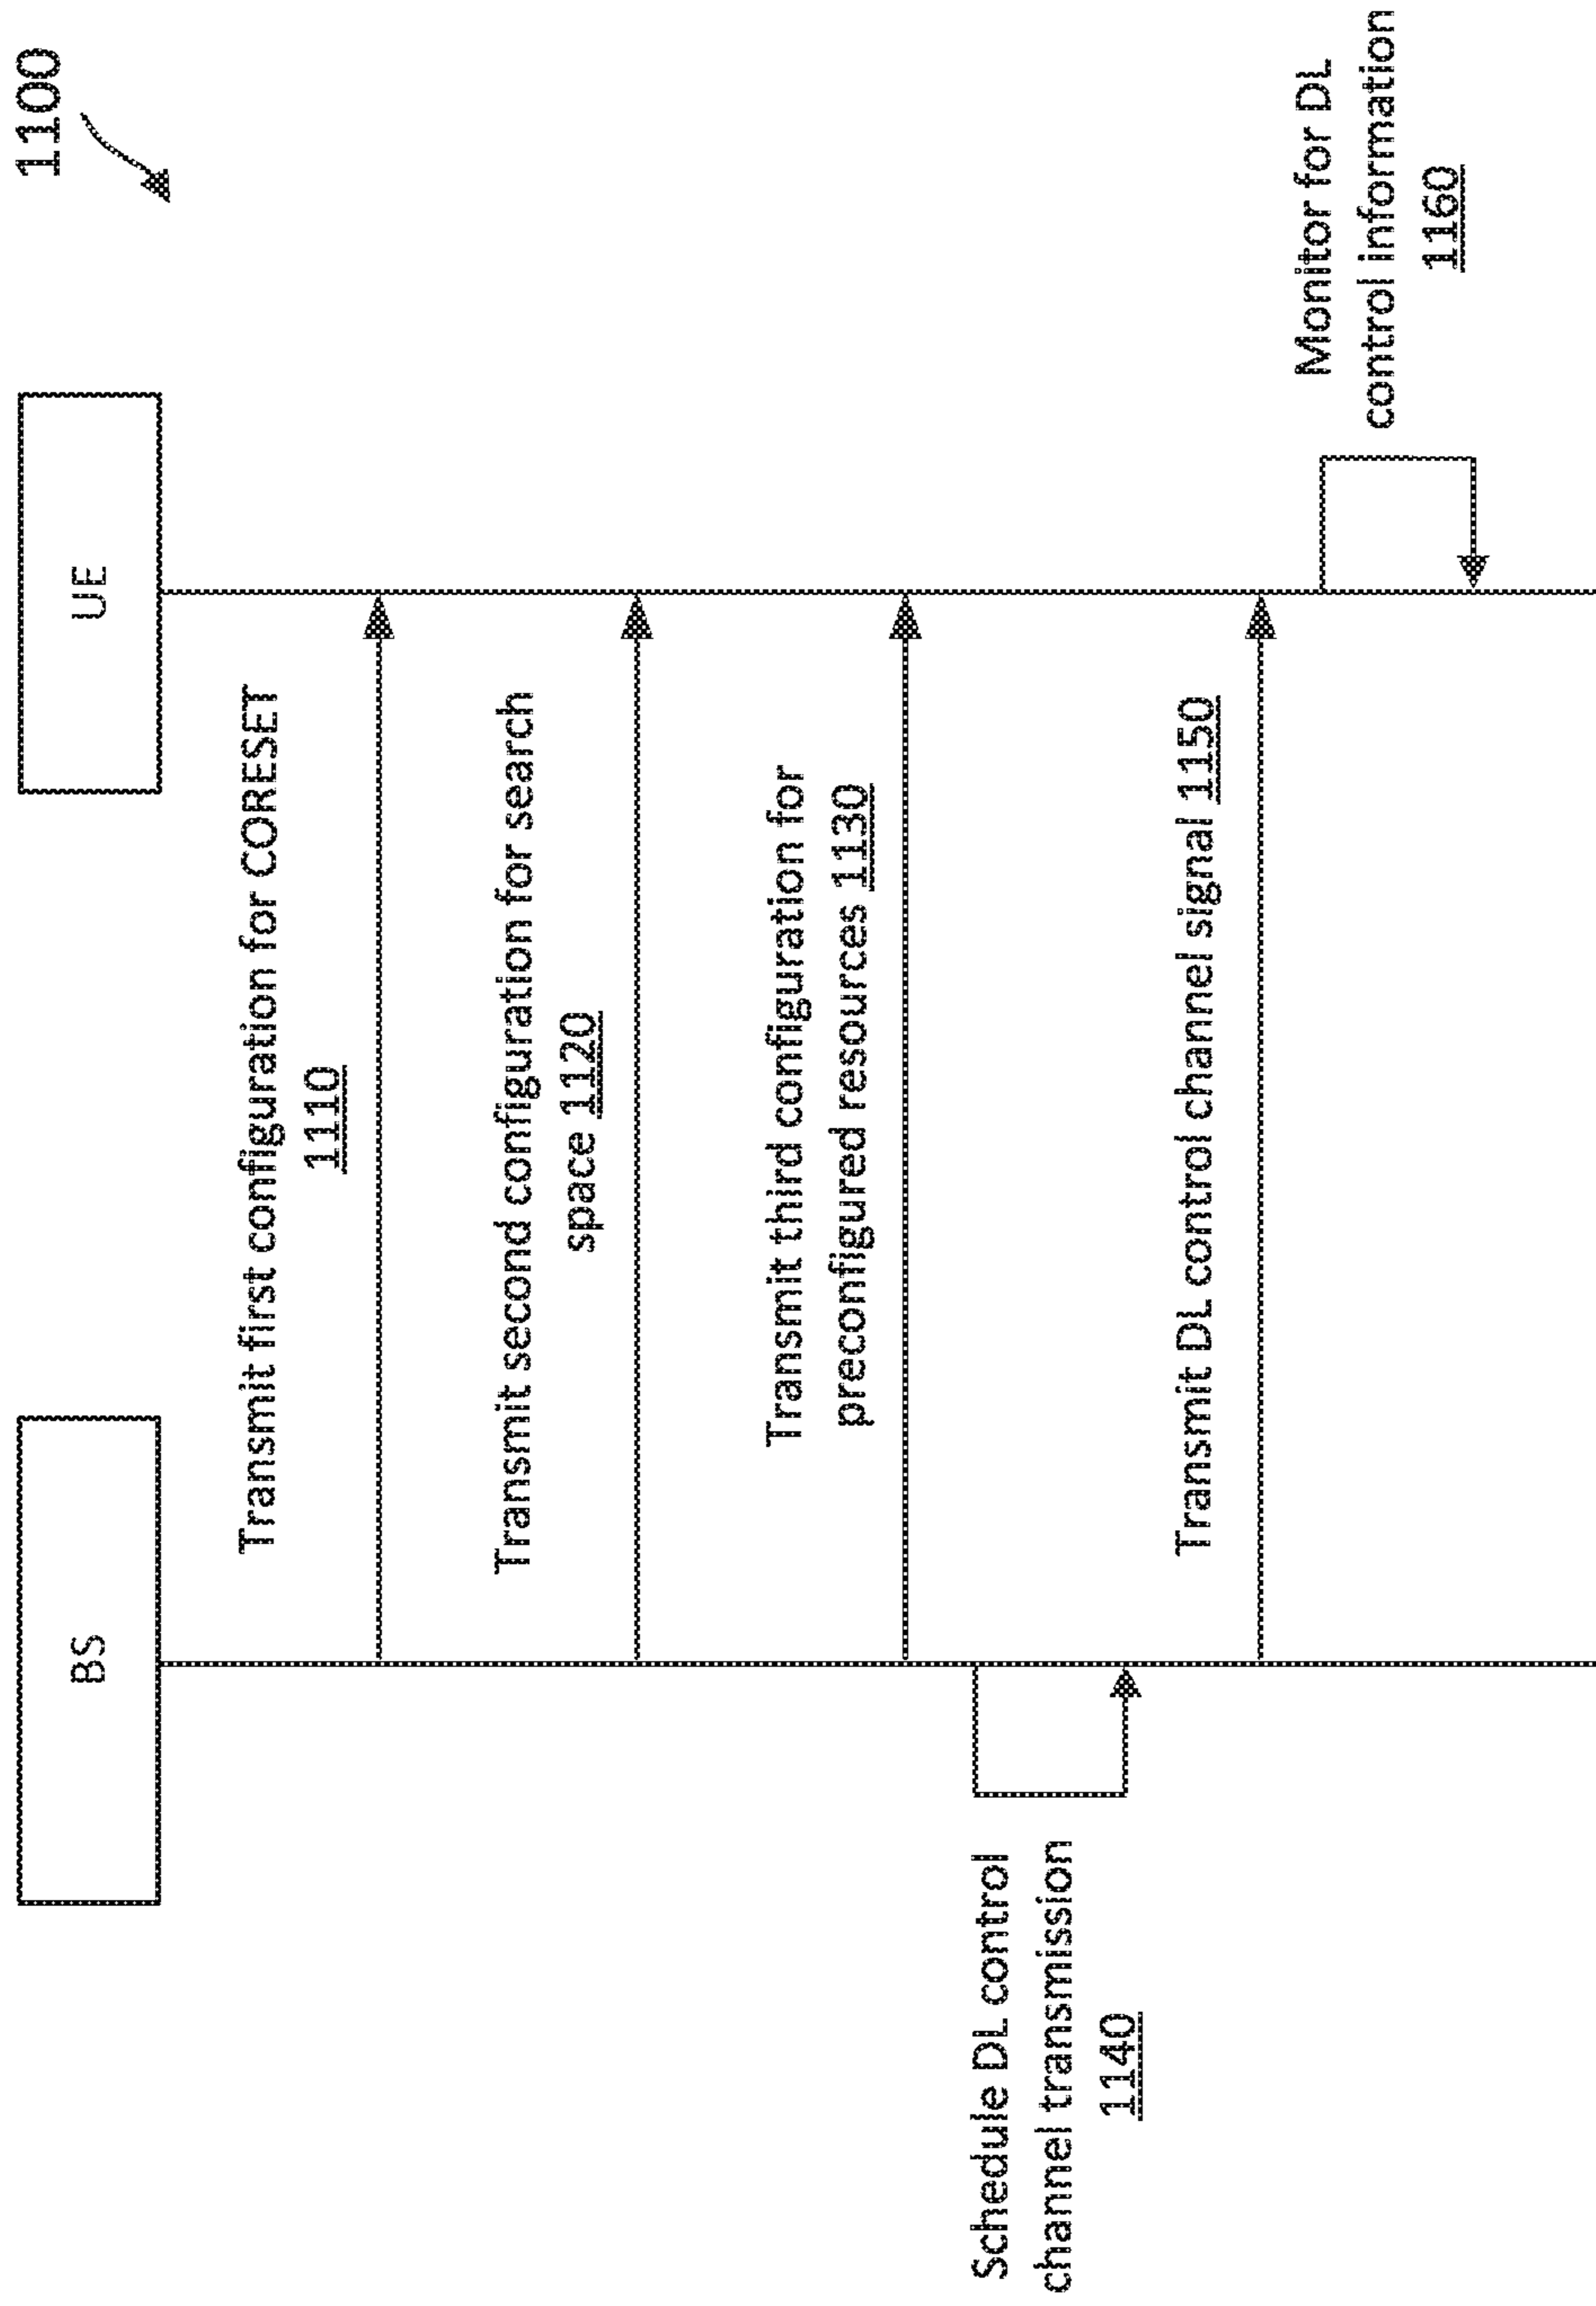 1100
BS
UE
Transmit first configuration for CORESET
1110
Transmit second configuration for search
space 1120
Transmit third configuration for
preconfigured resources 1130
Schedule DL control
channel transmission
1140
Transmit DL control channel signal 1150
Monitor for DL
control information
1160